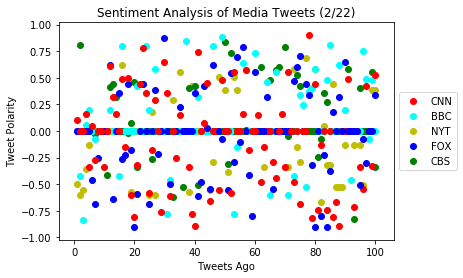 Sentiment Analysis of Media Tweets (2/22)
Tweet Polarity
1.00
0.75
0.50
0.25
0.00
−0.25
−0.50
−0.75
−1.00
0 20 40 60 80 100
Tweets Ago
CNN
BBC
NYT
FOX
CBS